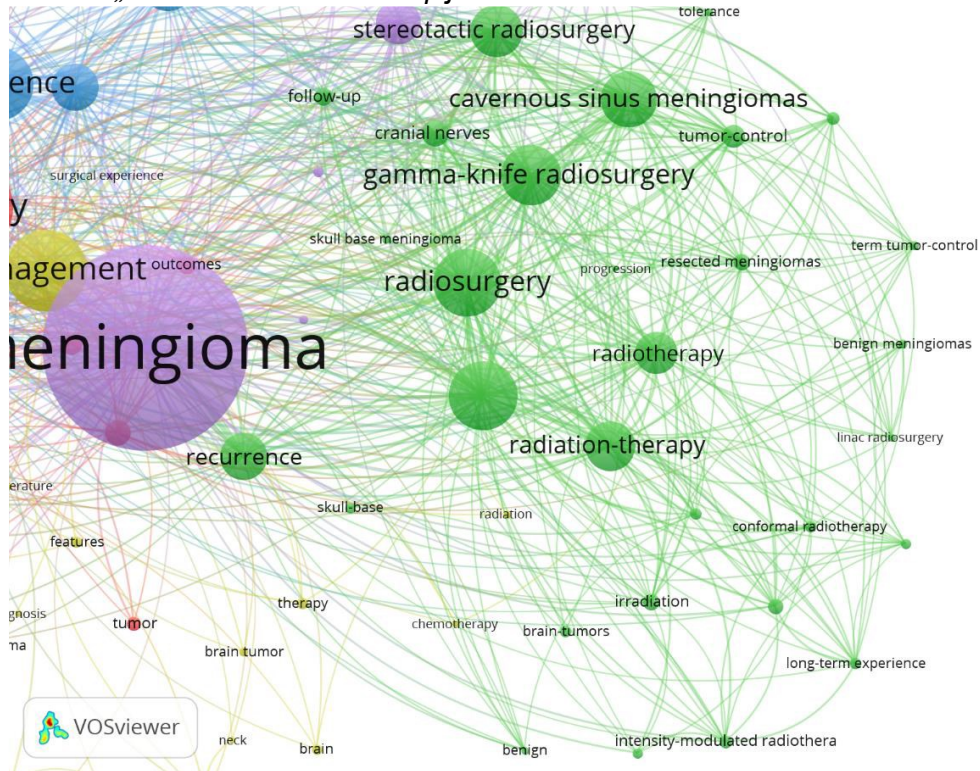 stereotactic radiosurgery
tolerance
ence
follow-up
cavernous sinus meningiomas
cranial nerves
tumor-control
surgical experience
gamma-knife radiosurgery
y
skull base meningioma
term tumor-control
nagement
outcomes
radiosurgery
progression
resected meningiomas
neningioma
radiotherapy
benign meningiomas
recurrence
radiation-therapy
linac radiosurgery
erature
skull-base
radiation
conformal radiotherapy
features
gnosis
tumor
therapy
chemotherapy
irradiation
brain-tumors
ma
brain tumor
long-term experience
VOSviewer
neck
brain
benign
intensity-modulated radiothera